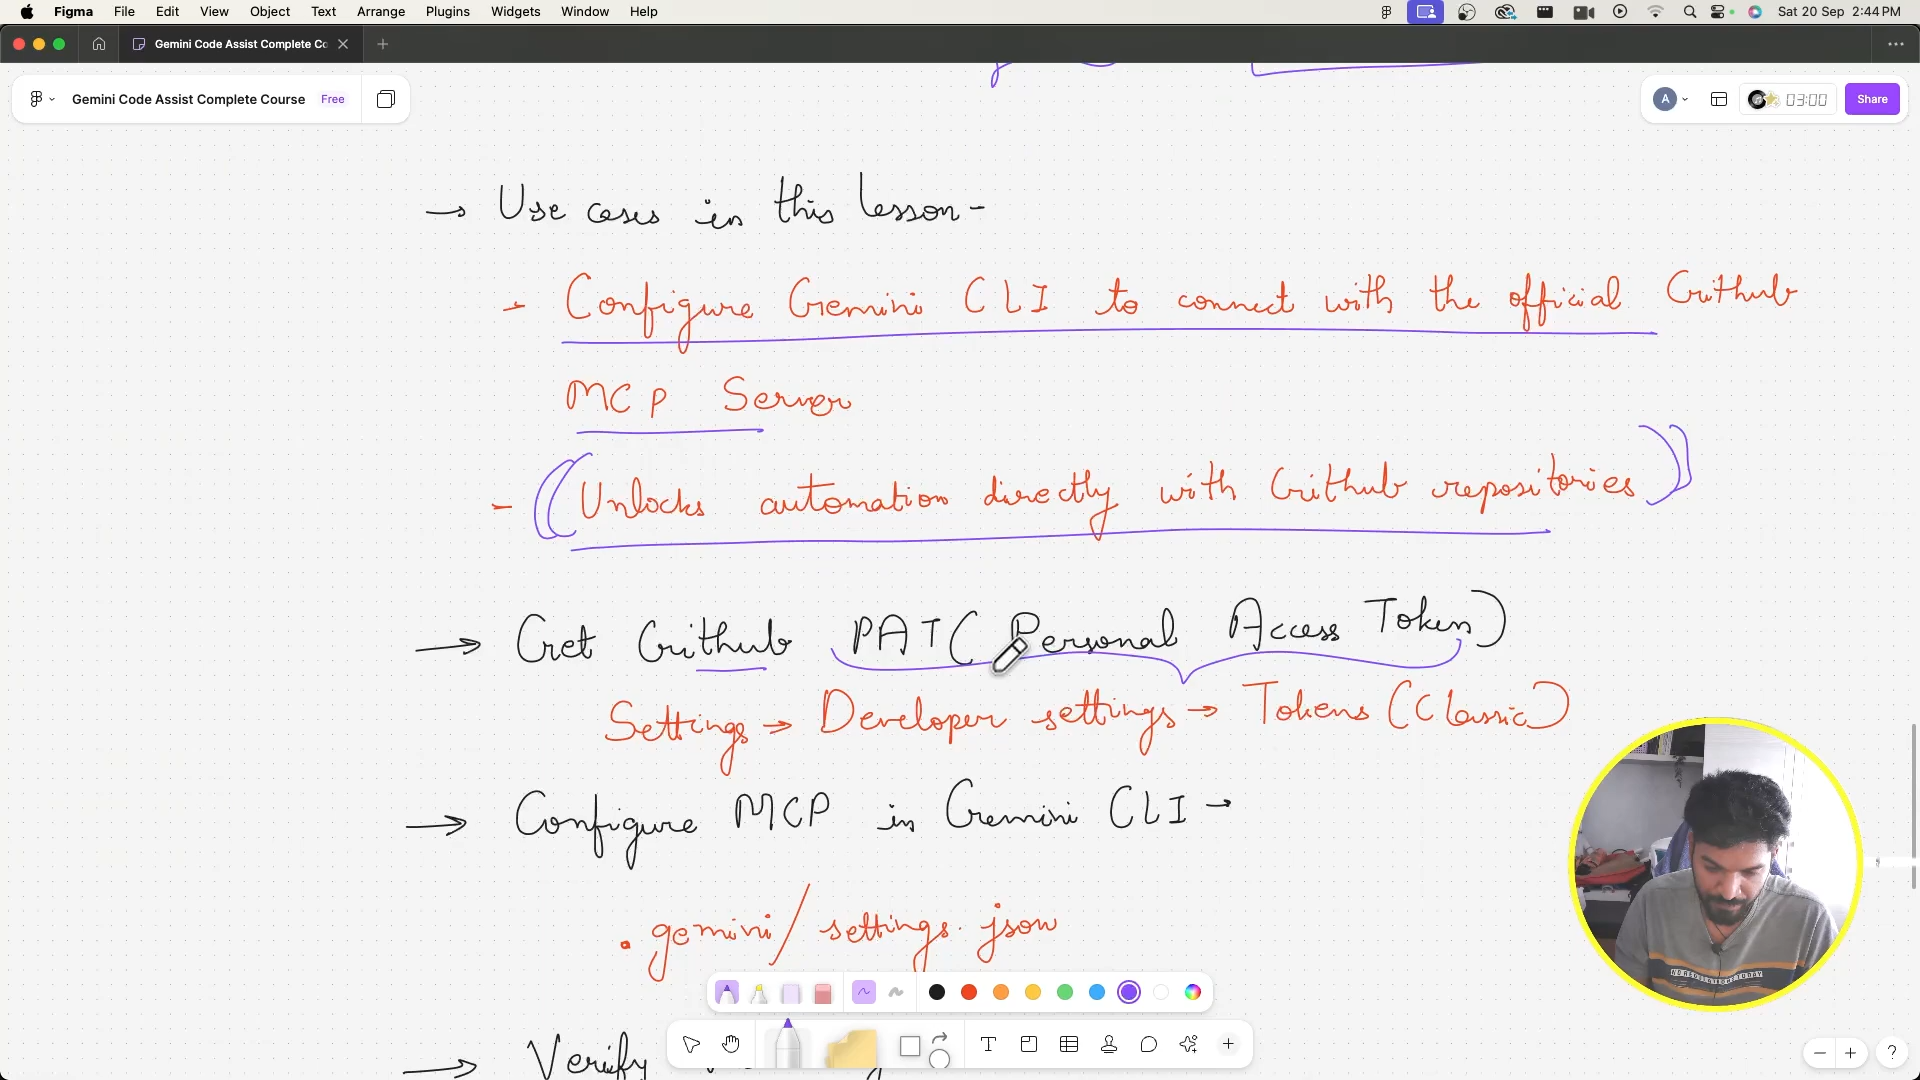 Figma File Edit View Object Text Arrange Plugins Widgets Window Help Sat 20 Sep 2:44 PM
Gemini Code Assist Complete Co
Gemini Code Assist Complete Course Free A 03:00 Share
→ Use cases in this lesson -
- Configure Gemini CLI to connect with the official Github
MCP Server
- ((Unlocks automation directly with Github repositories))
→ Get Github PAT (Personal Access Token)
Settings → Developer settings → Tokens (Classic)
→ Configure MCP in Gemini CLI →
.gemini/settings.json
→ Verify